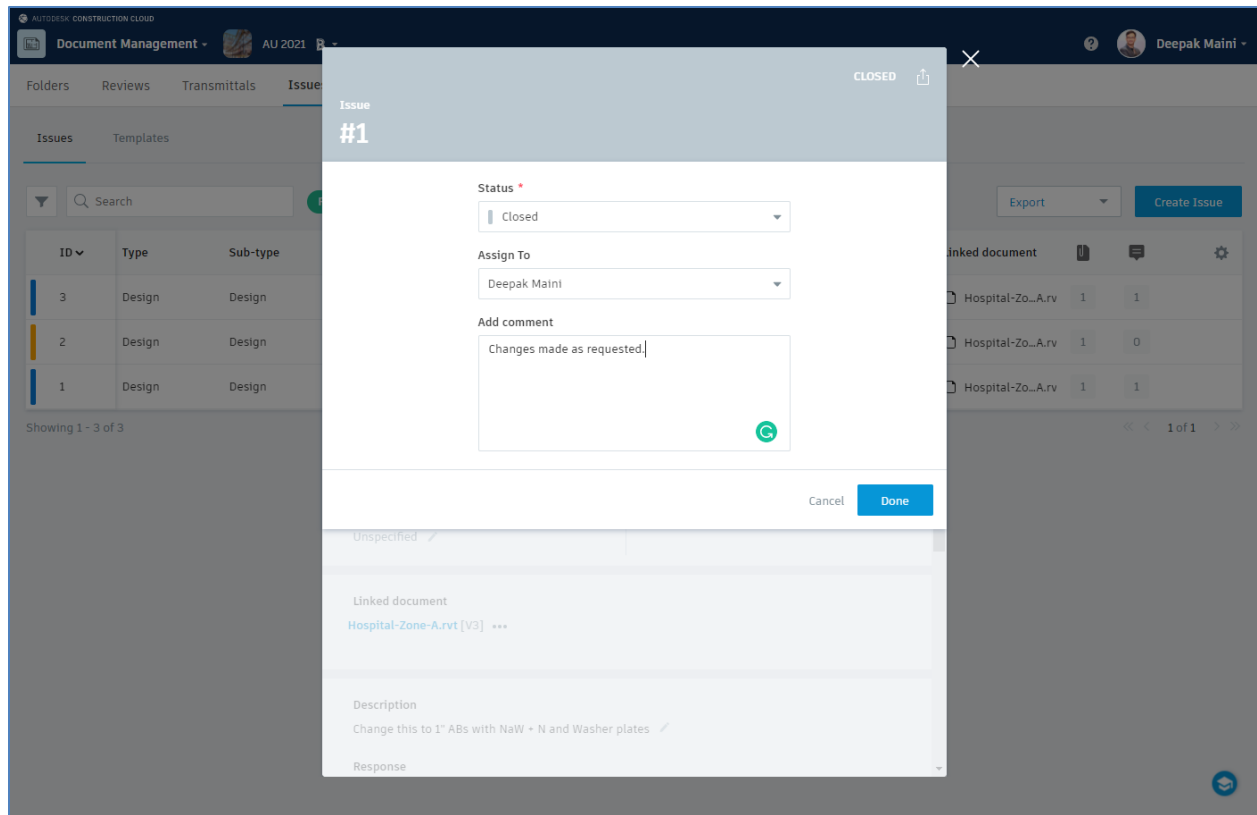 AUTODESK CONSTRUCTION CLOUD
Document Management
AU 2021
Deepak Maini
Folders Reviews Transmittals Issue
CLOSED
Issue
#1
Issues Templates
Status *
Search
Closed
Export
Create Issue
Assign To
ID Type Sub-type
inked document
Deepak Maini
3 Design Design
Hospital-Zo...A.rv 1 1
Add comment
2 Design Design
Changes made as requested.
Hospital-Zo...A.rv 1 0
1 Design Design
Hospital-Zo...A.rv 1 1
Showing 1 - 3 of 3
1 of 1
Cancel Done
Unspecified
Linked document
Hospital-Zone-A.rvt [V3] •••
Description
Change this to 1" ABs with NaW + N and Washer plates
Response